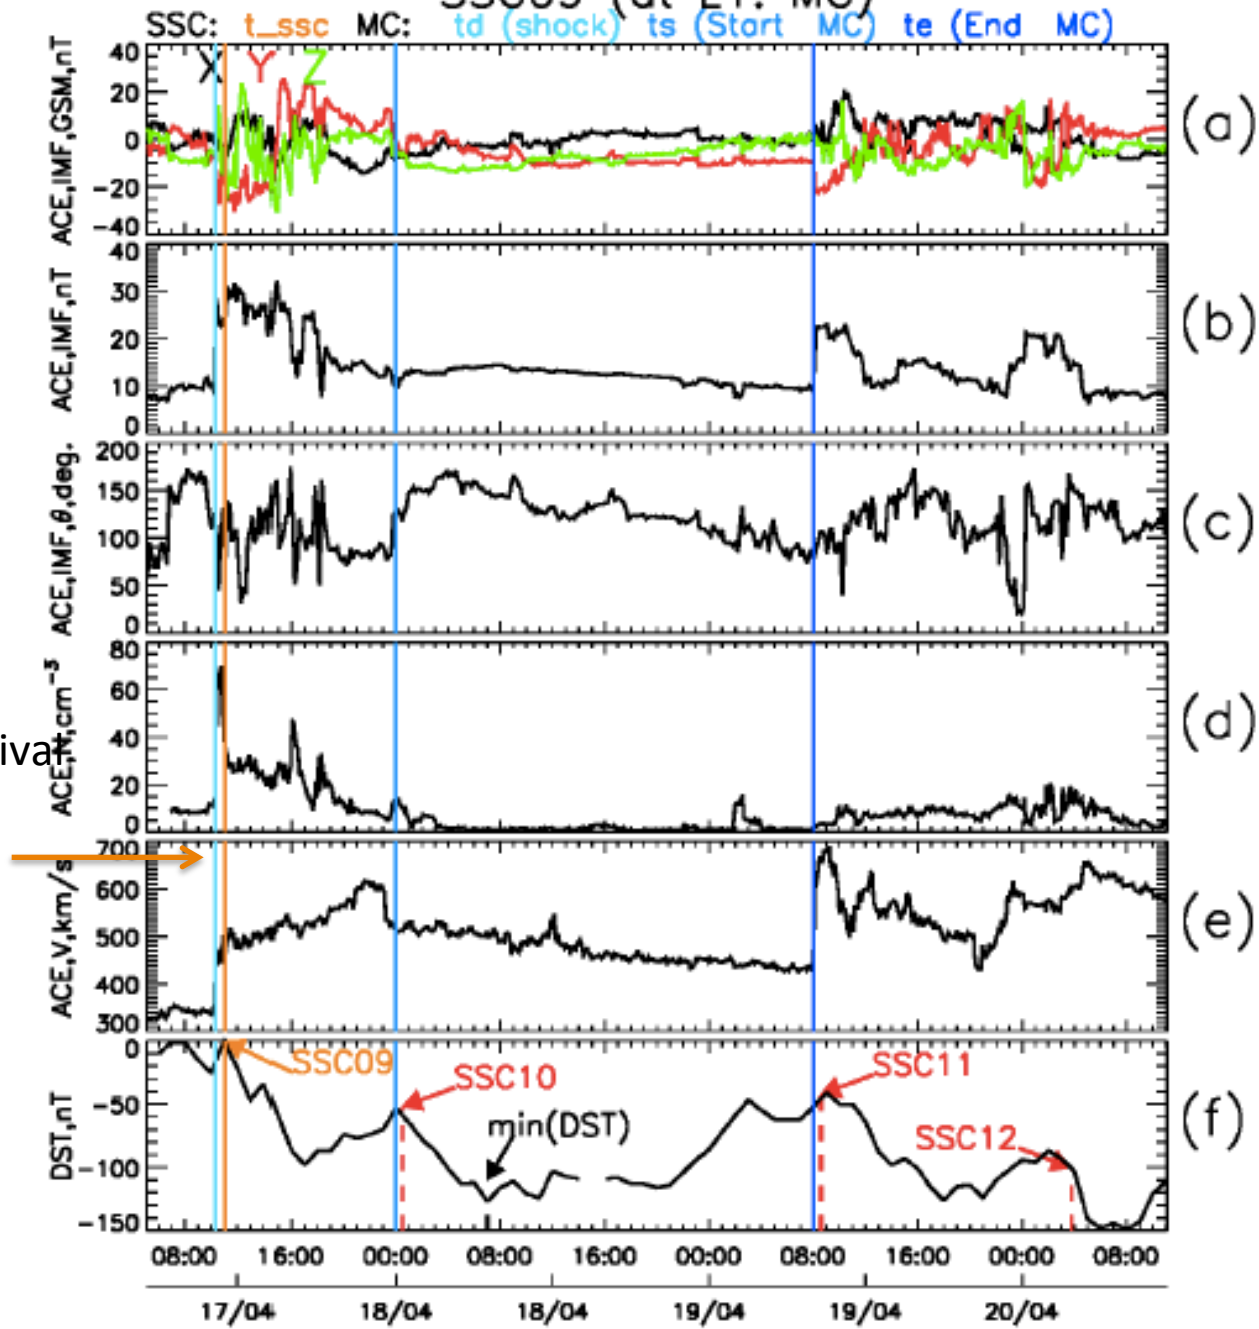 SSC09 (at L1: MC)
SSC: t_ssc MC: td (shock) ts (Start MC) te (End MC)
ACE,IMF,GSM,nT
40
20
0
-20
-40
X Y Z
(a)
ACE,IMF,nT
40
30
20
10
0
(b)
ACE,IMF,θ,deg.
200
150
100
50
0
(c)
ACE,N,cm⁻³
80
60
40
20
0
(d)
ival
ACE,V,km/s
700
600
500
400
300
(e)
DST,nT
0
-50
-100
-150
SSC09
SSC10
min(DST)
SSC11
SSC12
(f)
08:00 16:00 00:00 08:00 16:00 00:00 08:00 16:00 00:00 08:00
17/04 18/04 18/04 19/04 19/04 20/04